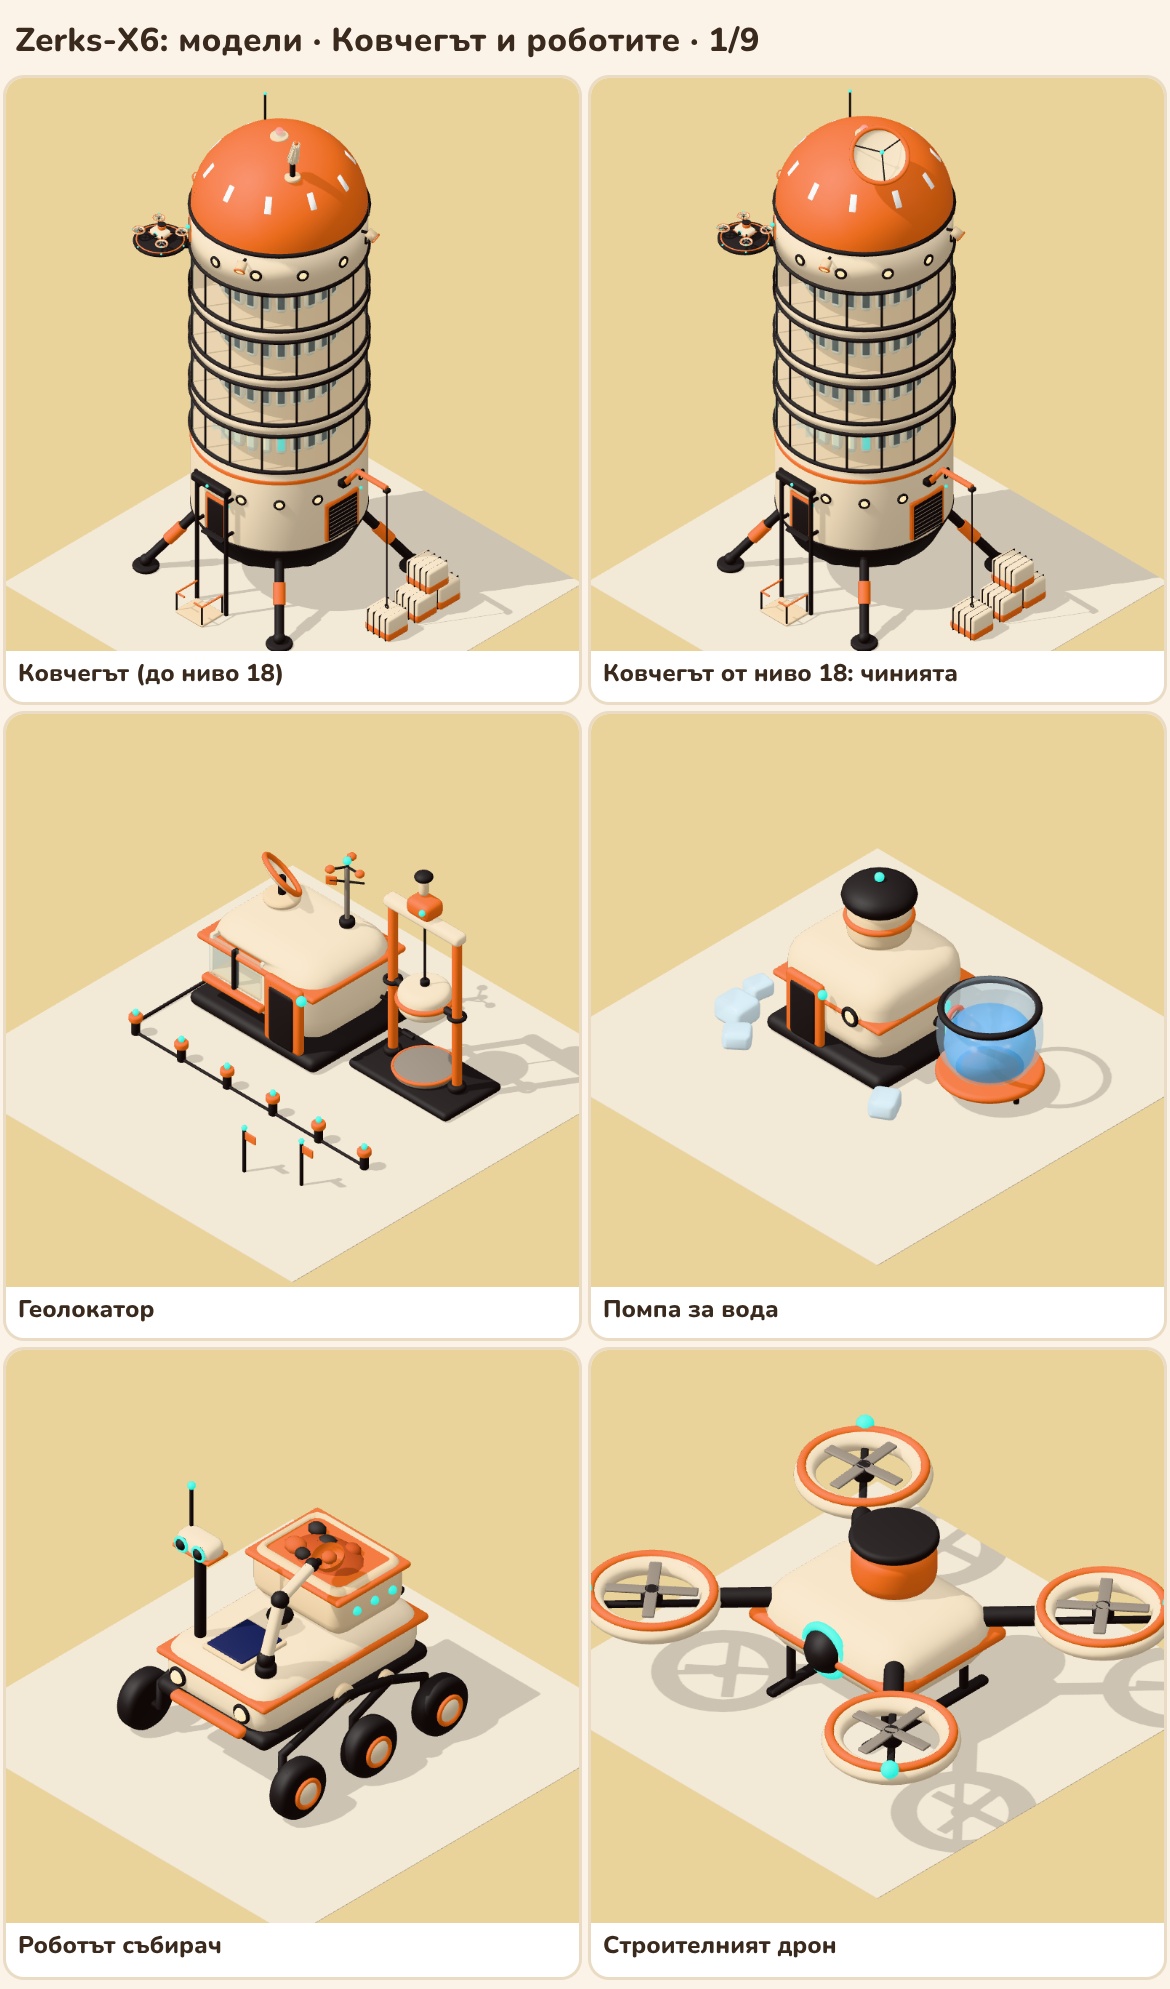 Zerks-X6: модели · Ковчегът и роботите · 1/9
Ковчегът (до ниво 18)
Ковчегът от ниво 18: чинията
Геолокатор
Помпа за вода
Роботът събирач
Строителният дрон